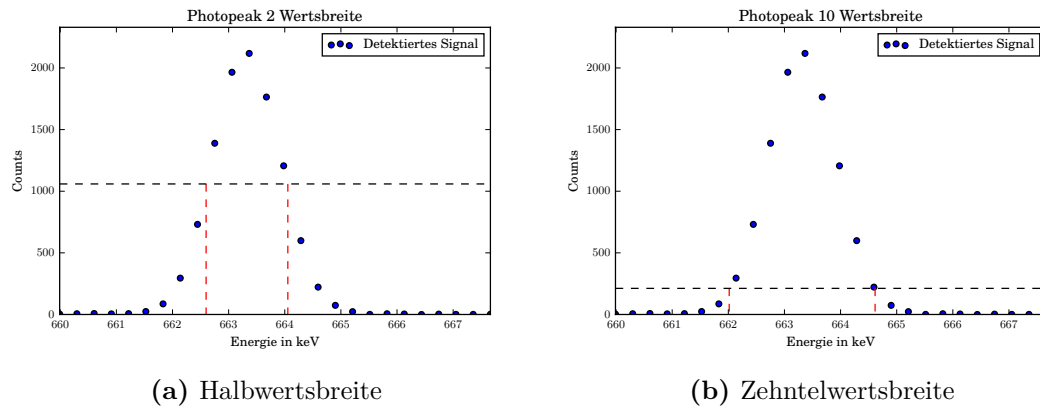 Photopeak 2 Wertsbreite
Detektiertes Signal
2000
1500
1000
500
0
Counts
660 661 662 663 664 665 666 667
Energie in keV
(a) Halbwertsbreite
Photopeak 10 Wertsbreite
Detektiertes Signal
2000
1500
1000
500
0
Counts
660 661 662 663 664 665 666 667
Energie in keV
(b) Zehntelwertsbreite